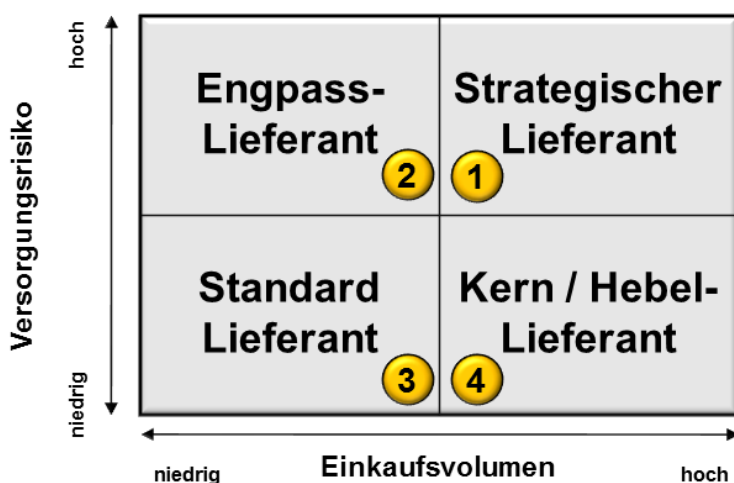 hoch
Versorgungsrisiko
niedrig
Engpass-
Lieferant
2
Strategischer
Lieferant
1
Standard
Lieferant
3
Kern / Hebel-
Lieferant
4
niedrig
Einkaufsvolumen
hoch